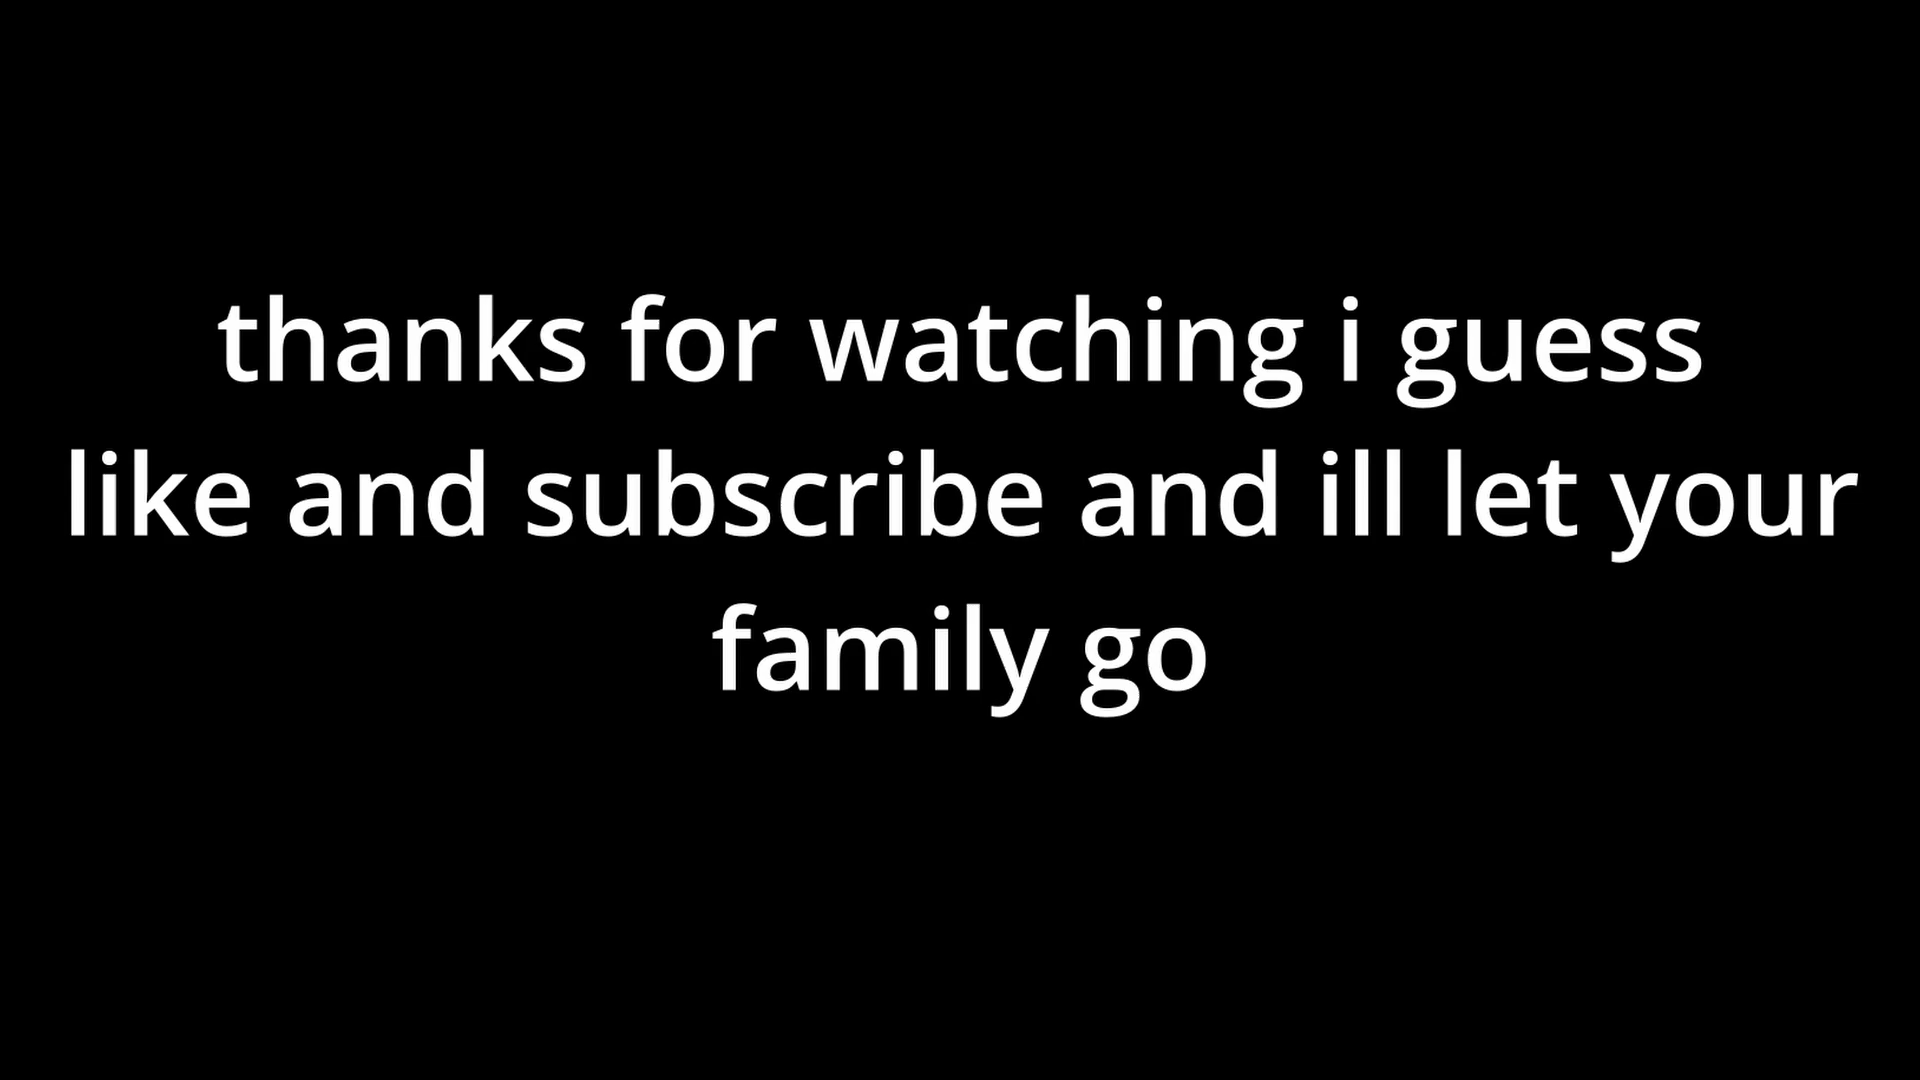 thanks for watching i guess
like and subscribe and ill let your
family go